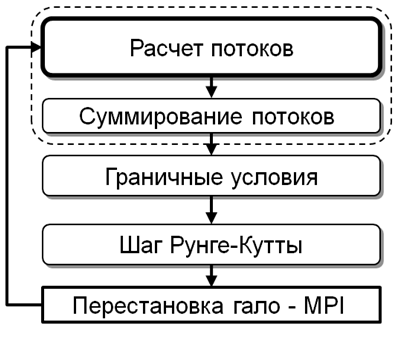 Расчет потоков
Суммирование потоков
Граничные условия
Шаг Рунге-Кутты
Перестановка гало - MPI